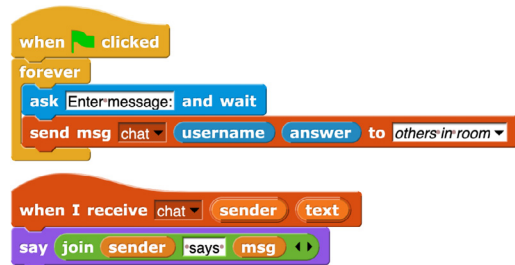 when clicked
forever
ask Enter message: and wait
send msg chat username answer to others in room
when I receive chat sender text
say join sender says msg